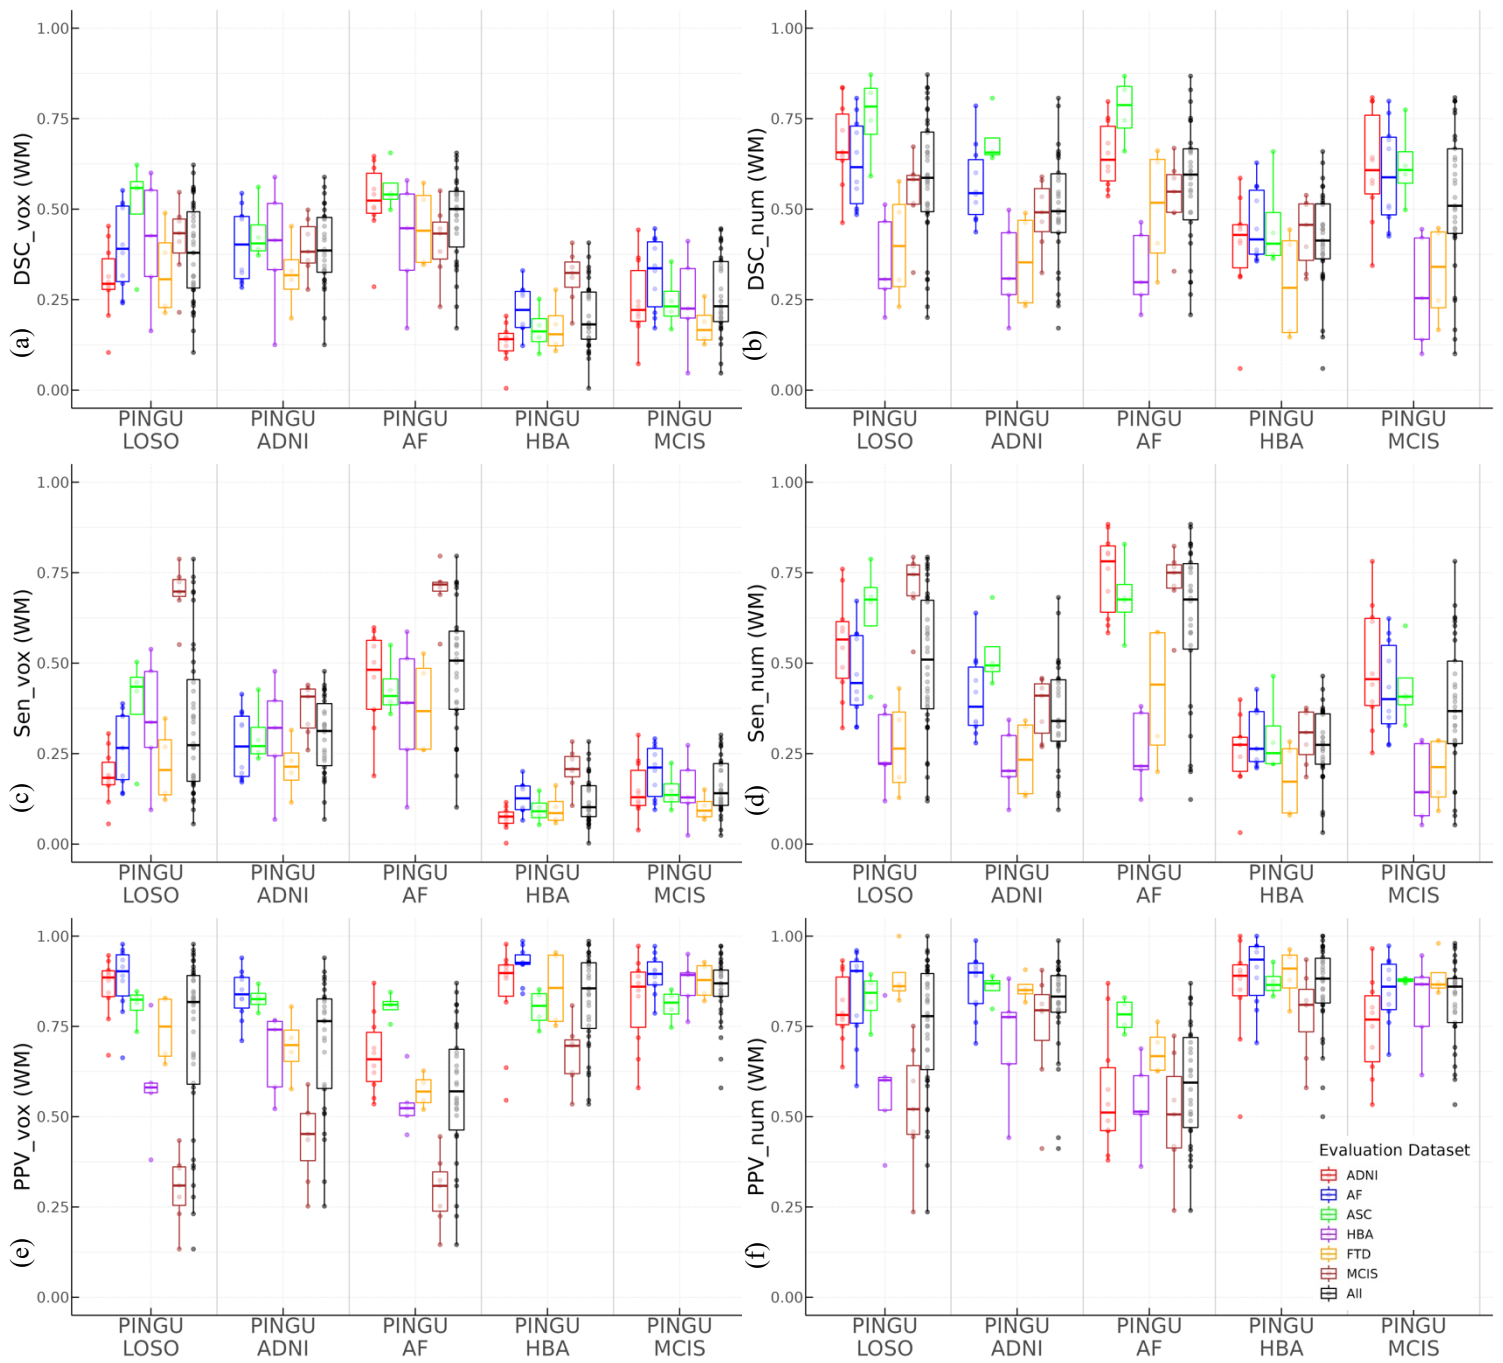 1.00
0.75
0.50
0.25
0.00
DSC_vox (WM)
(a)
PINGU LOSO
PINGU ADNI
PINGU AF
PINGU HBA
PINGU MCIS
1.00
0.75
0.50
0.25
0.00
DSC_num (WM)
(b)
PINGU LOSO
PINGU ADNI
PINGU AF
PINGU HBA
PINGU MCIS
1.00
0.75
0.50
0.25
0.00
Sen_vox (WM)
(c)
PINGU LOSO
PINGU ADNI
PINGU AF
PINGU HBA
PINGU MCIS
1.00
0.75
0.50
0.25
0.00
Sen_num (WM)
(d)
PINGU LOSO
PINGU ADNI
PINGU AF
PINGU HBA
PINGU MCIS
1.00
0.75
0.50
0.25
0.00
PPV_vox (WM)
(e)
PINGU LOSO
PINGU ADNI
PINGU AF
PINGU HBA
PINGU MCIS
1.00
0.75
0.50
0.25
0.00
PPV_num (WM)
(f)
Evaluation Dataset
ADNI
AF
ASC
HBA
FTD
MCIS
All
PINGU LOSO
PINGU ADNI
PINGU AF
PINGU HBA
PINGU MCIS